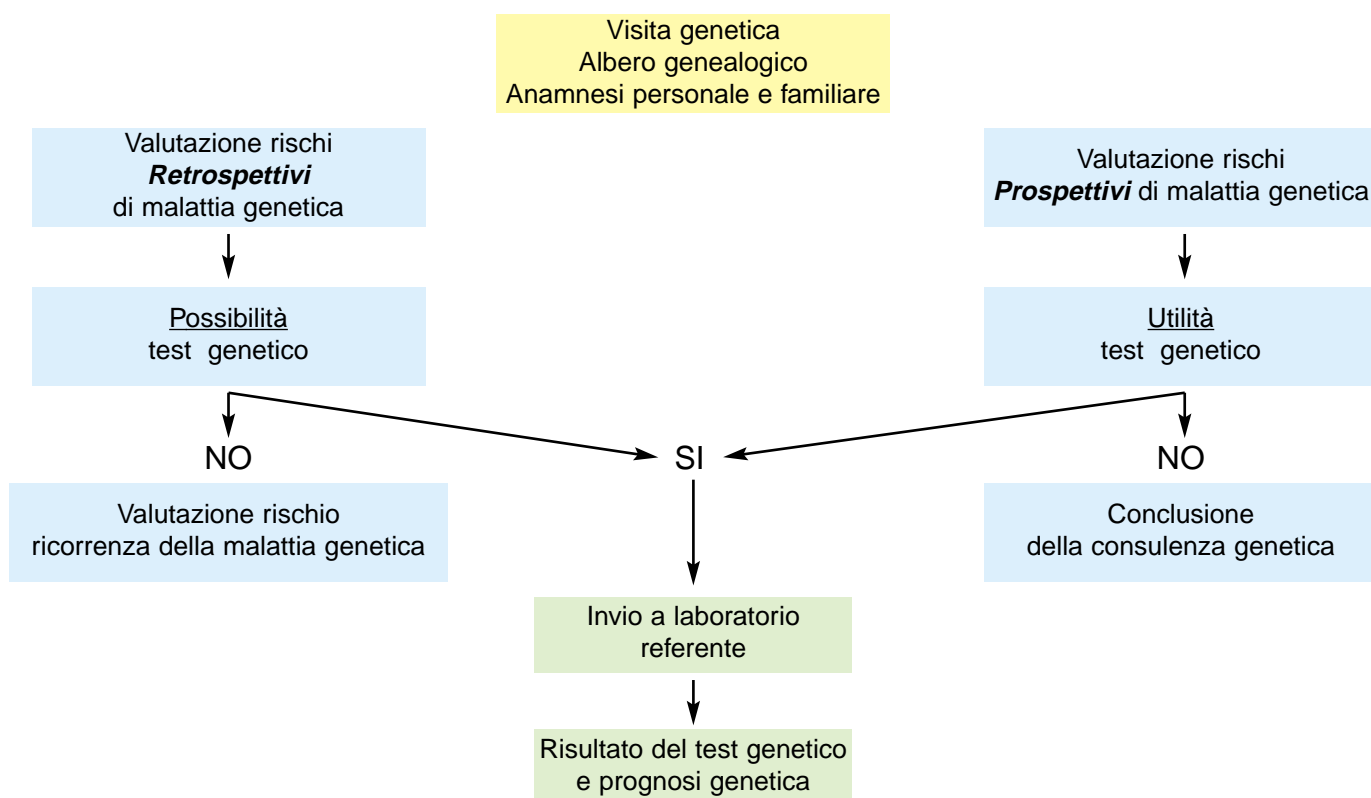 Visita genetica
Albero genealogico
Anamnesi personale e familiare
Valutazione rischi
Retrospettivi
di malattia genetica
Valutazione rischi
Prospettivi di malattia genetica
Possibilità
test genetico
Utilità
test genetico
NO
SI
NO
Valutazione rischio
ricorrenza della malattia genetica
Conclusione
della consulenza genetica
Invio a laboratorio
referente
Risultato del test genetico
e prognosi genetica